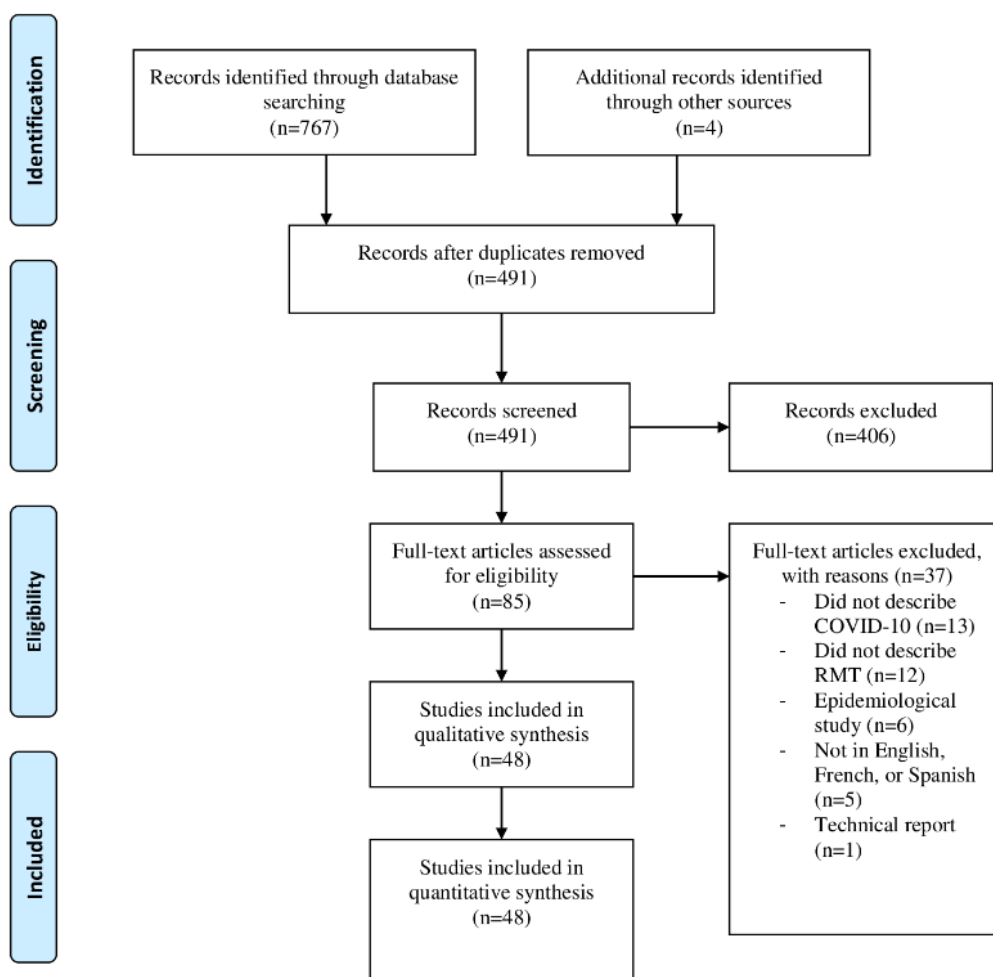 Identification
Records identified through database
searching
(n=767)
Additional records identified
through other sources
(n=4)
Records after duplicates removed
(n=491)
Screening
Records screened
(n=491)
Records excluded
(n=406)
Eligibility
Full-text articles assessed
for eligibility
(n=85)
Full-text articles excluded,
with reasons (n=37)
- Did not describe
COVID-10 (n=13)
- Did not describe
RMT (n=12)
- Epidemiological
study (n=6)
- Not in English,
French, or Spanish
(n=5)
- Technical report
(n=1)
Studies included in
qualitative synthesis
(n=48)
Included
Studies included in
quantitative synthesis
(n=48)